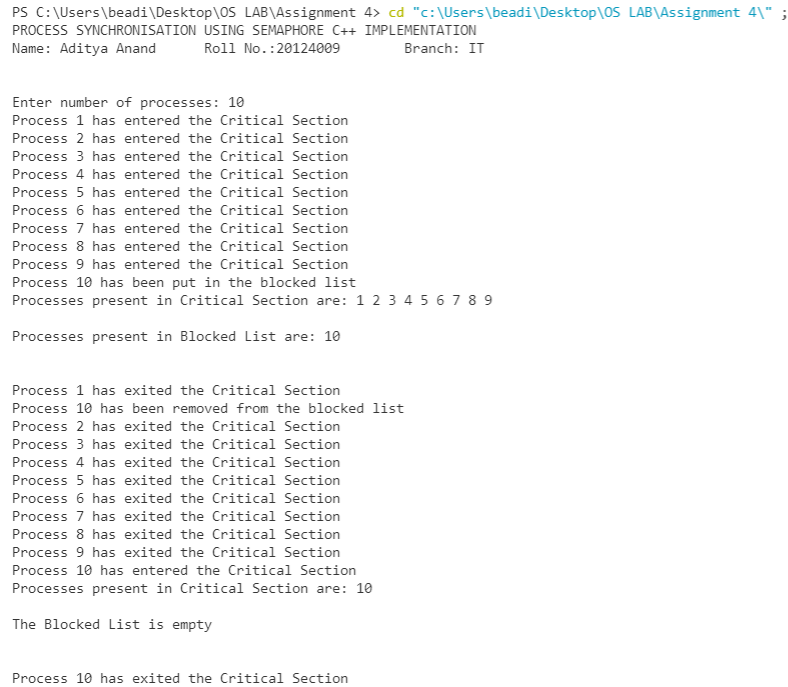 PS C:\Users\beadi\Desktop\OS LAB\Assignment 4> cd "c:\Users\beadi\Desktop\OS LAB\Assignment 4\" ;
PROCESS SYNCHRONISATION USING SEMAPHORE C++ IMPLEMENTATION
Name: Aditya Anand      Roll No.:20124009        Branch: IT
Enter number of processes: 10
Process 1 has entered the Critical Section
Process 2 has entered the Critical Section
Process 3 has entered the Critical Section
Process 4 has entered the Critical Section
Process 5 has entered the Critical Section
Process 6 has entered the Critical Section
Process 7 has entered the Critical Section
Process 8 has entered the Critical Section
Process 9 has entered the Critical Section
Process 10 has been put in the blocked list
Processes present in Critical Section are: 1 2 3 4 5 6 7 8 9
Processes present in Blocked List are: 10
Process 1 has exited the Critical Section
Process 10 has been removed from the blocked list
Process 2 has exited the Critical Section
Process 3 has exited the Critical Section
Process 4 has exited the Critical Section
Process 5 has exited the Critical Section
Process 6 has exited the Critical Section
Process 7 has exited the Critical Section
Process 8 has exited the Critical Section
Process 9 has exited the Critical Section
Process 10 has entered the Critical Section
Processes present in Critical Section are: 10
The Blocked List is empty
Process 10 has exited the Critical Section